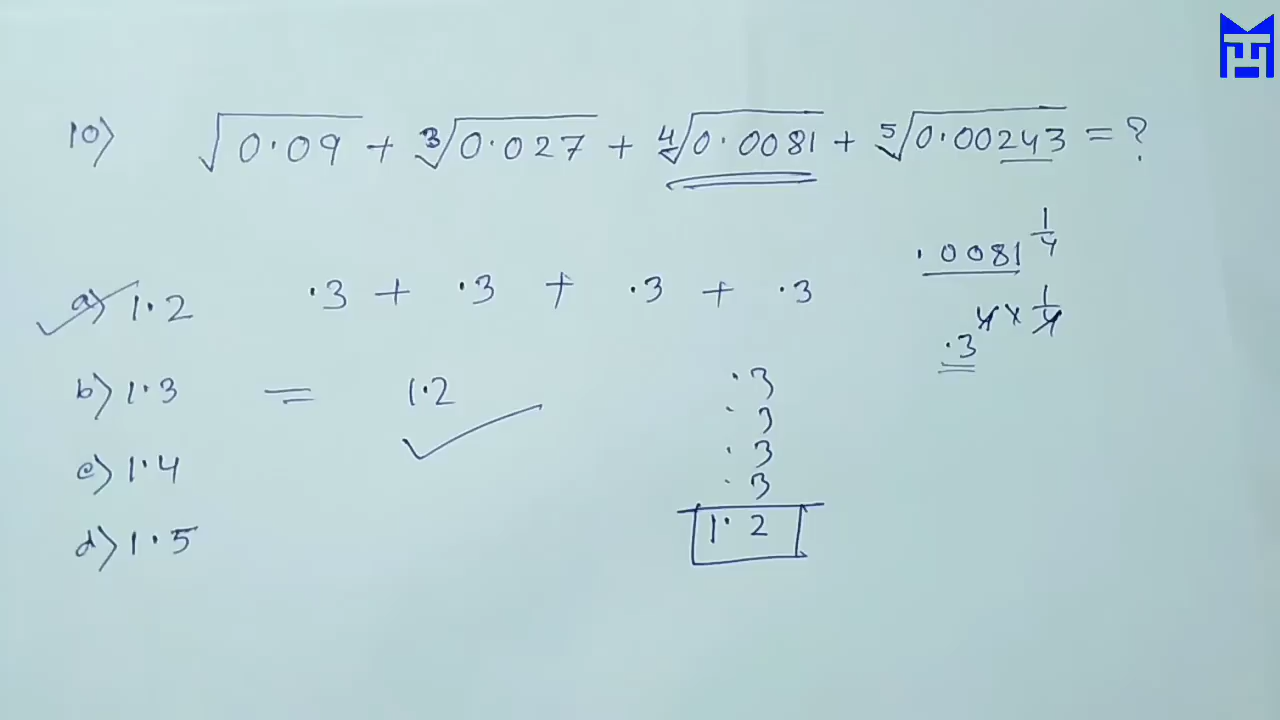 10) √0.09 + ∛0.027 + ∜0.0081 + ⁵√0.00243 = ?
.0081^1/4
.3^4×1/4
a) 1.2
.3 + .3 + .3 + .3
b) 1.3
= 1.2
c) 1.4
d) 1.5
.3
.3
.3
.3
1.2